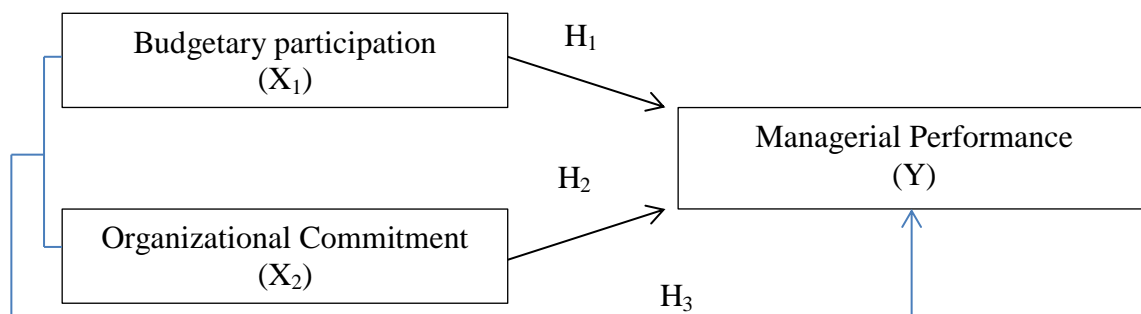 Budgetary participation
(X₁)
H₁
Managerial Performance
(Y)
H₂
Organizational Commitment
(X₂)
H₃